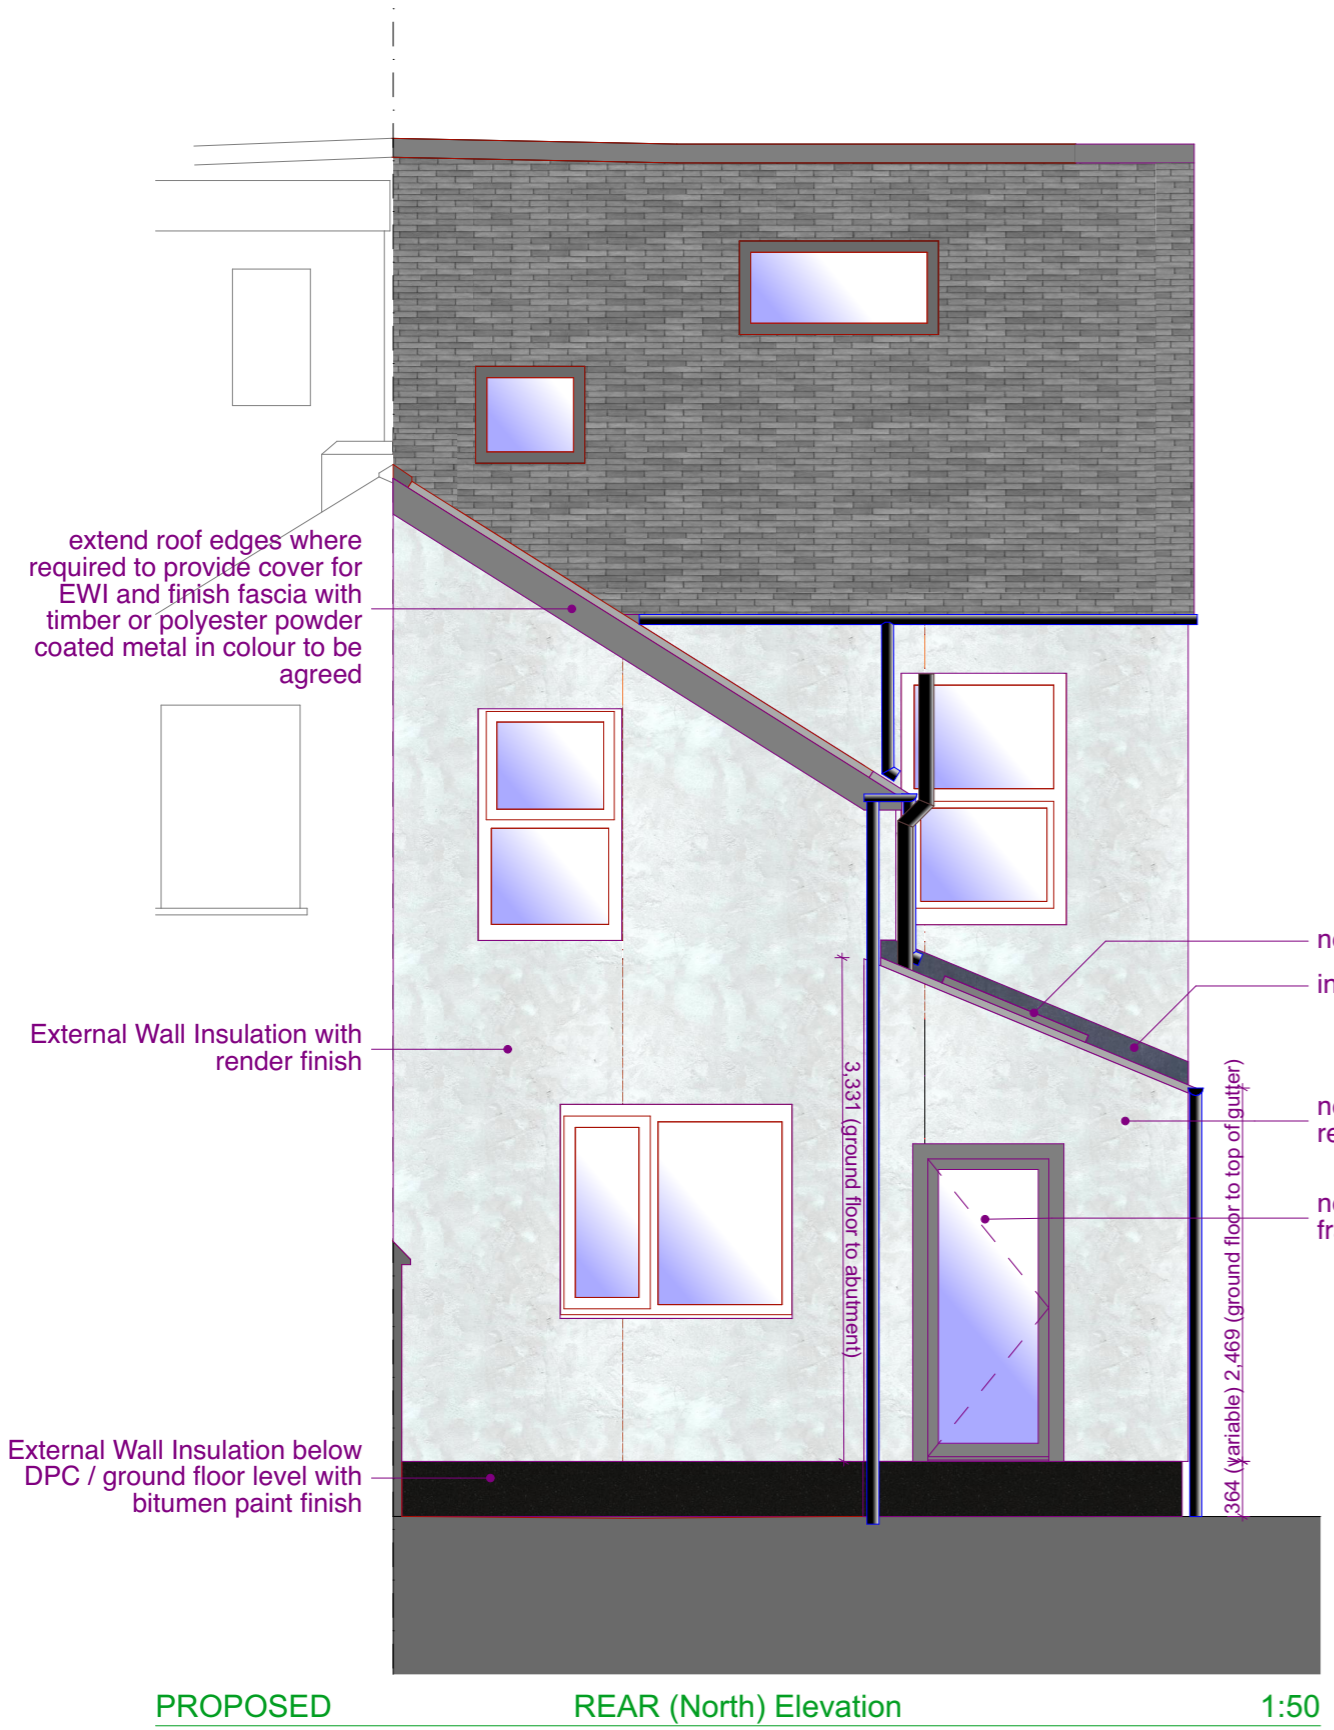 extend roof edges where
required to provide cover for
EWI and finish fascia with
timber or polyester powder
coated metal in colour to be
agreed
External Wall Insulation with
render finish
External Wall Insulation below
DPC / ground floor level with
bitumen paint finish
3,331 (ground floor to abutment)
364 (variable) 2,469 (ground floor to top of gutter)
PROPOSED REAR (North) Elevation 1:50